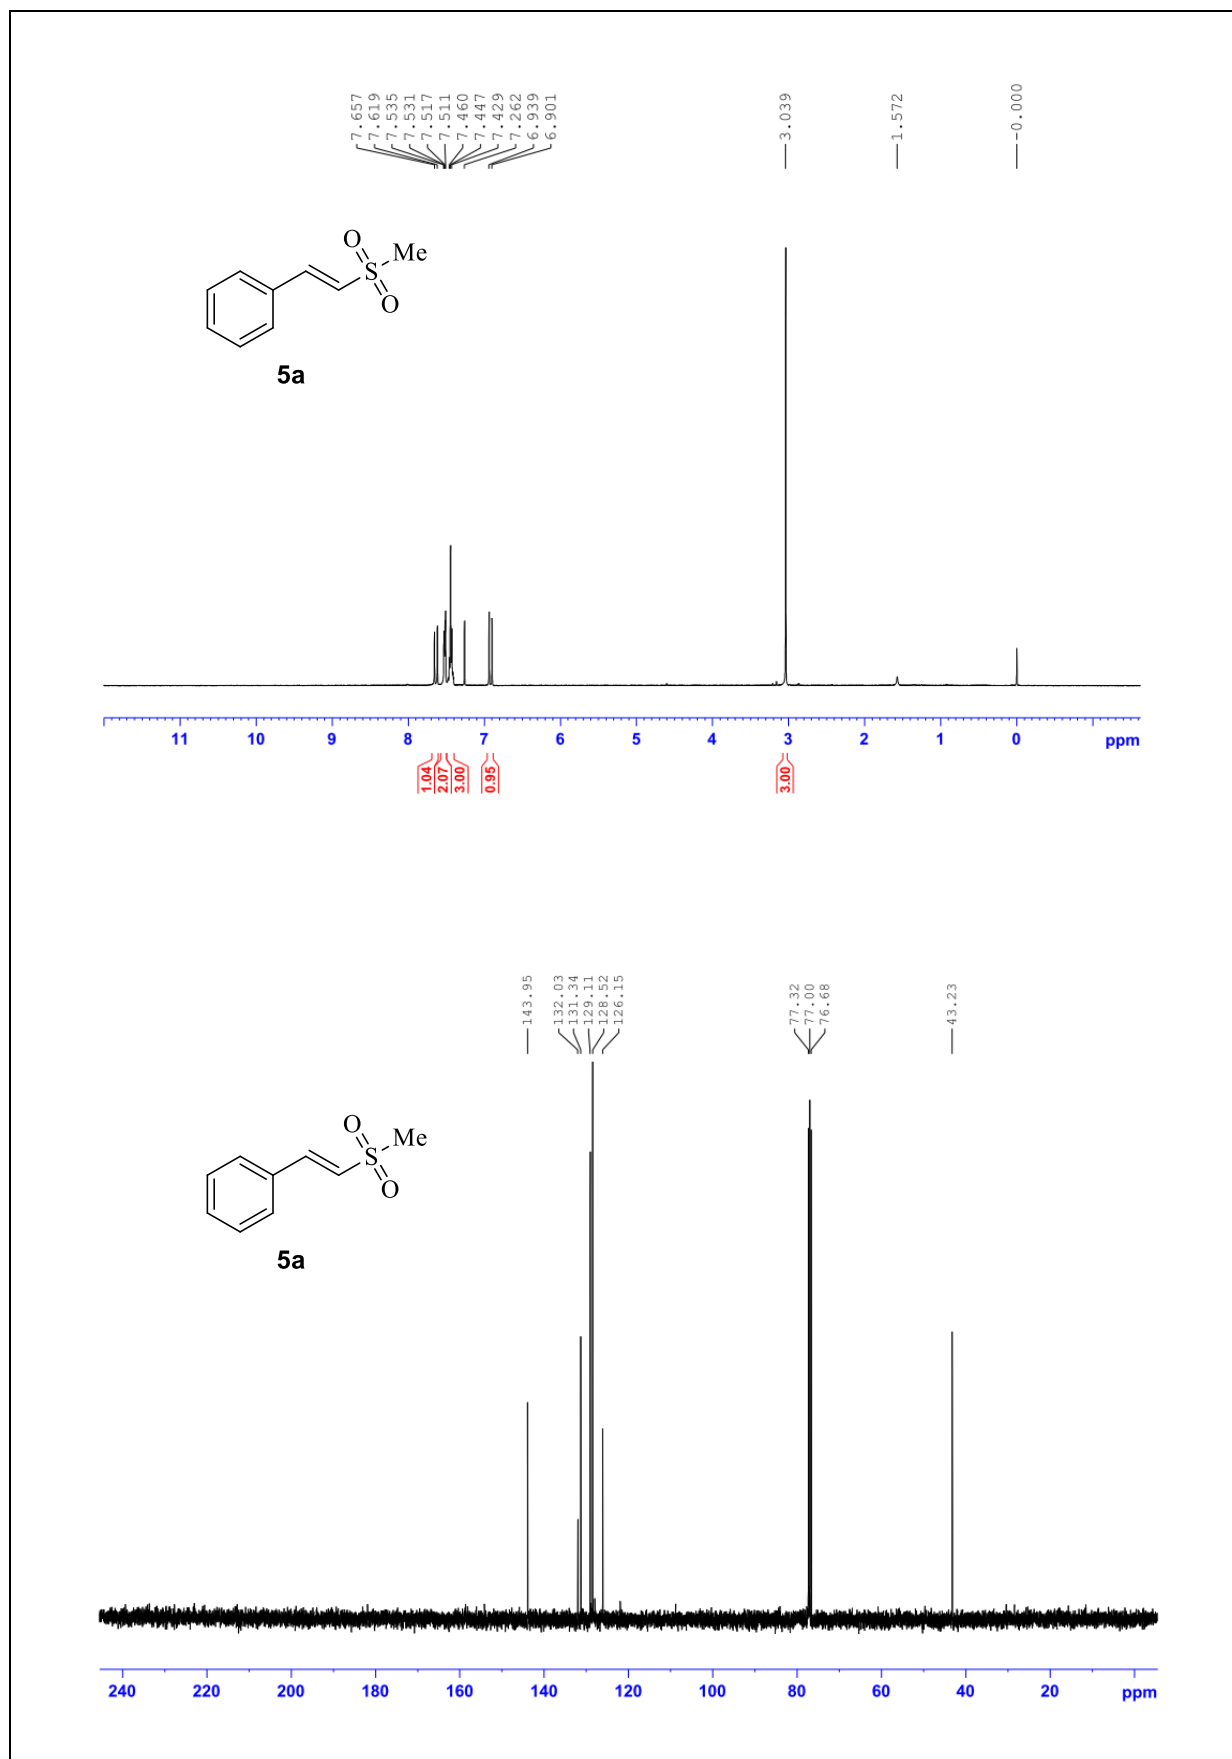 7.657
7.619
7.535
7.531
7.517
7.511
7.460
7.447
7.429
7.262
6.939
6.901
3.039
1.572
-0.000
O
S
Me
O
5a
11 10 9 8 7 6 5 4 3 2 1 0 ppm
1.04
2.07
3.00
0.95
3.00
143.95
132.03
131.34
129.11
128.52
126.15
77.32
77.00
76.68
43.23
O
S
Me
O
5a
240 220 200 180 160 140 120 100 80 60 40 20 ppm